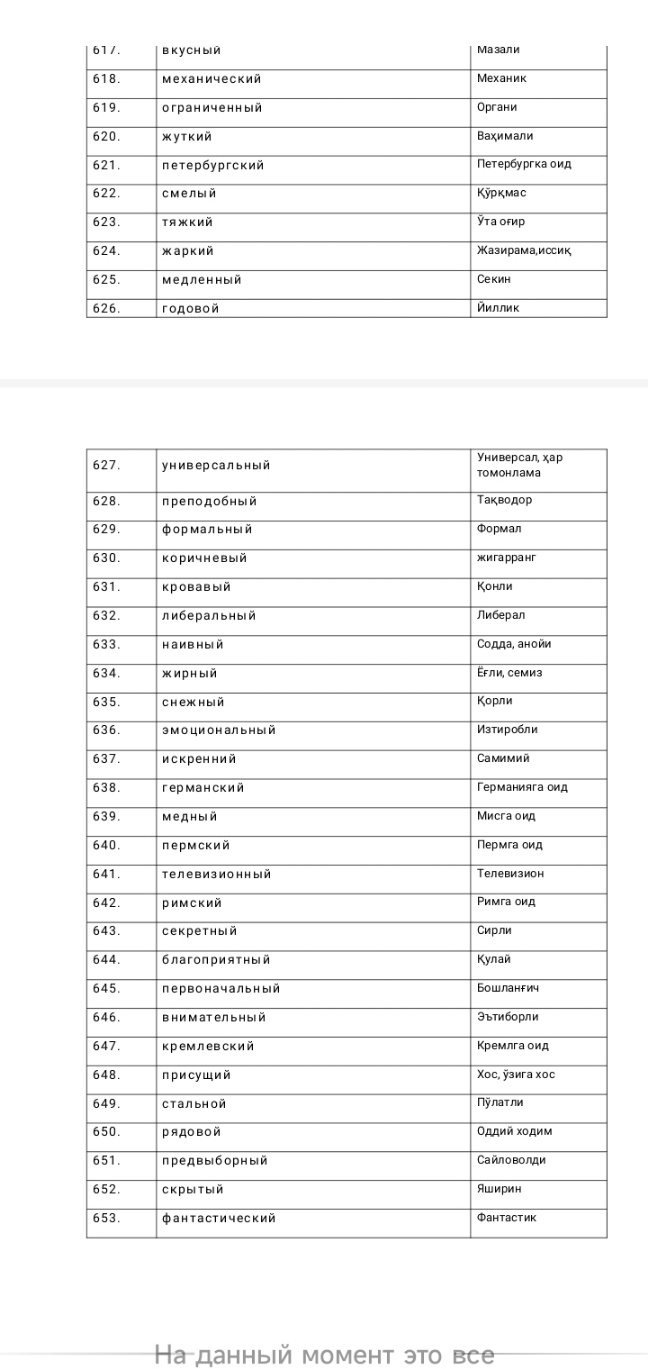 617. вкусный Мазали
618. механический Механик
619. ограниченный Органи
620. жуткий Ваҳимали
621. петербургский Петербургка оид
622. смелый Қўрқмас
623. тяжкий Ўта оғир
624. жаркий Жазирама,иссиқ
625. медленный Секин
626. годовой Йиллик
627. универсальный Универсал, ҳар
томонлама
628. преподобный Тақводор
629. формальный Формал
630. коричневый жигарранг
631. кровавый Қонли
632. либеральный Либерал
633. наивный Содда, анойи
634. жирный Ёғли, семиз
635. снежный Қорли
636. эмоциональный Изтиробли
637. искренний Самимий
638. германский Германияга оид
639. медный Мисга оид
640. пермский Пермга оид
641. телевизионный Телевизион
642. римский Римга оид
643. секретный Сирли
644. благоприятный Қулай
645. первоначальный Бошланғич
646. внимательный Эътиборли
647. кремлевский Кремлга оид
648. присущий Хос, ўзига хос
649. стальной Пўлатли
650. рядовой Оддий ходим
651. предвыборный Сайловолди
652. скрытый Яширин
653. фантастический Фантастик
На данный момент это все